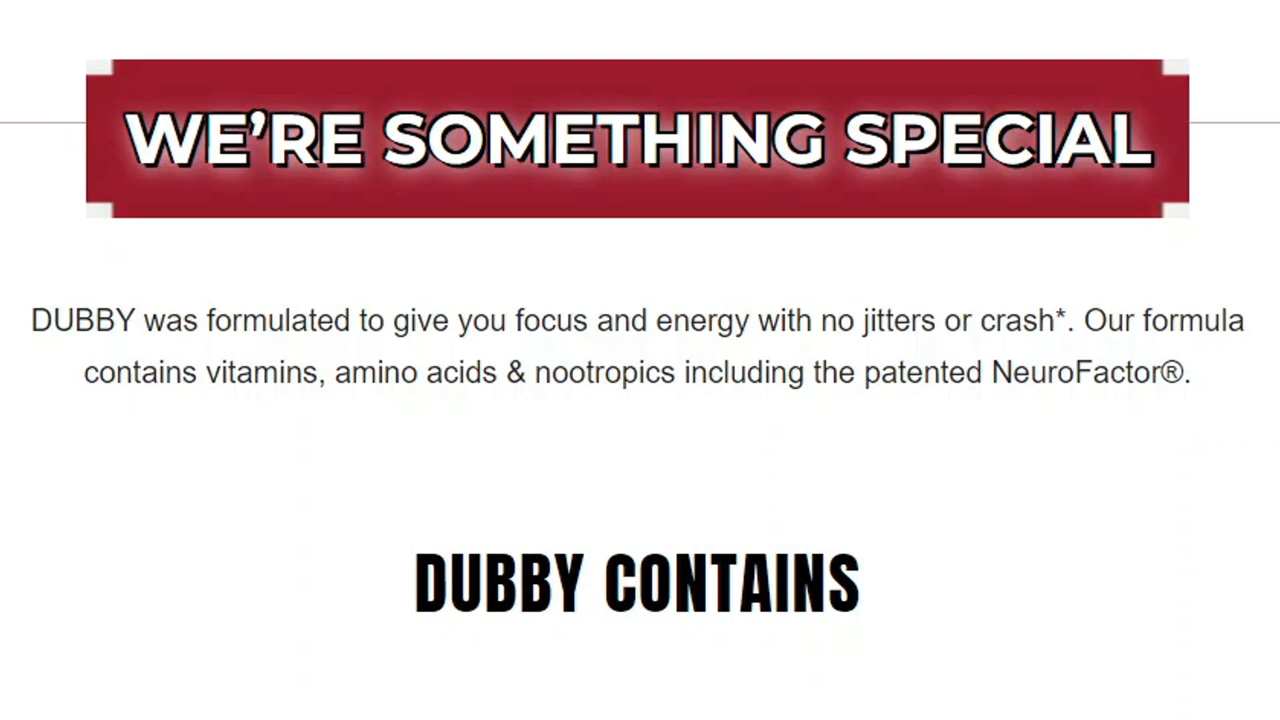 WE’RE SOMETHING SPECIAL
DUBBY was formulated to give you focus and energy with no jitters or crash*. Our formula
contains vitamins, amino acids & nootropics including the patented NeuroFactor®.
DUBBY CONTAINS